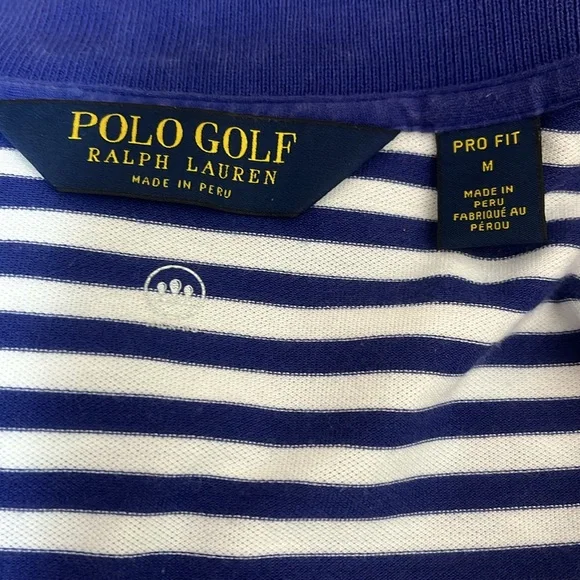 POLO GOLF
RALPH LAUREN
MADE IN PERU
PRO FIT
M
MADE IN
PERU
FABRIQUÉ AU
PÉROU